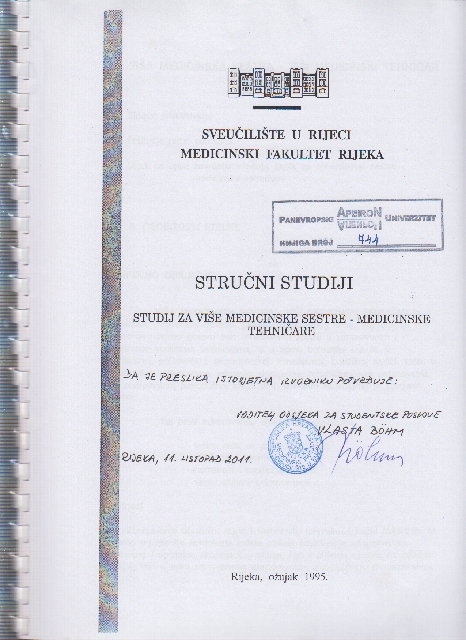 SVEUČILIŠTE U RIJECI
MEDICINSKI FAKULTET RIJEKA
PANEVROPSKI APEIRON UNIVERZITET
KNJIGA BROJ 744
STRUČNI STUDIJI
STUDIJ ZA VIŠE MEDICINSKE SESTRE - MEDICINSKE
TEHNIČARE
DA JE PRESLIKA ISTOVJETNA IZVORNIKU POTVRĐUJE:
VODITELJ ODSJEKA ZA STUDENTSKE POSLOVE
VLASTA BÖHM
RIJEKA, 11. LISTOPAD 2011.
Rijeka, ožujak 1995.